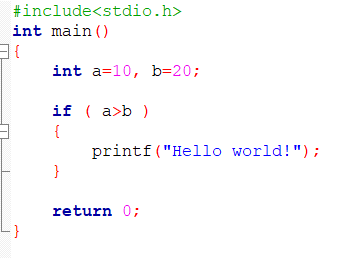 #include<stdio.h>
int main()
{
    int a=10, b=20;

    if ( a>b )
    {
        printf("Hello world!");
    }

    return 0;
}